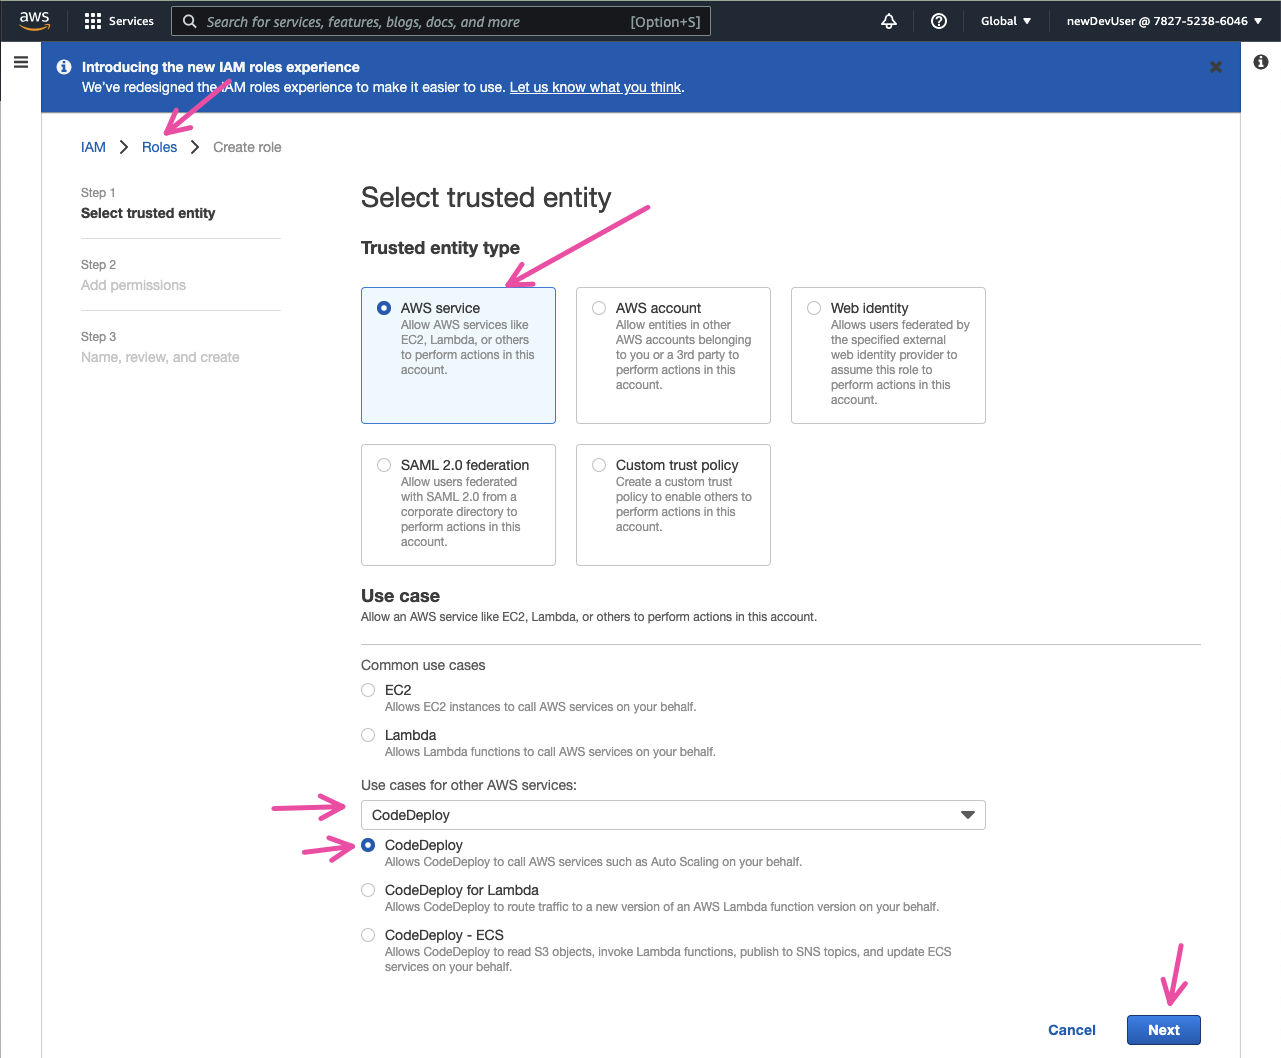 aws
Services
Search for services, features, blogs, docs, and more
[Option+S]
Global
newDevUser @ 7827-5238-6046
Introducing the new IAM roles experience
We've redesigned the IAM roles experience to make it easier to use. Let us know what you think.
IAM
Roles
Create role
Step 1
Select trusted entity
Step 2
Add permissions
Step 3
Name, review, and create
Select trusted entity
Trusted entity type
AWS service
Allow AWS services like
EC2, Lambda, or others
to perform actions in this
account.
AWS account
Allow entities in other
AWS accounts belonging
to you or a 3rd party to
perform actions in this
account.
Web identity
Allows users federated by
the specified external
web identity provider to
assume this role to
perform actions in this
account.
SAML 2.0 federation
Allow users federated
with SAML 2.0 from a
corporate directory to
perform actions in this
account.
Custom trust policy
Create a custom trust
policy to enable others to
perform actions in this
account.
Use case
Allow an AWS service like EC2, Lambda, or others to perform actions in this account.
Common use cases
EC2
Allows EC2 instances to call AWS services on your behalf.
Lambda
Allows Lambda functions to call AWS services on your behalf.
Use cases for other AWS services:
CodeDeploy
CodeDeploy
Allows CodeDeploy to call AWS services such as Auto Scaling on your behalf.
CodeDeploy for Lambda
Allows CodeDeploy to route traffic to a new version of an AWS Lambda function version on your behalf.
CodeDeploy - ECS
Allows CodeDeploy to read S3 objects, invoke Lambda functions, publish to SNS topics, and update ECS
services on your behalf.
Cancel
Next